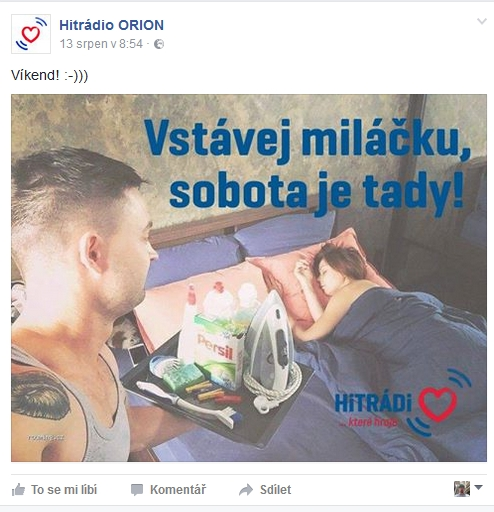 Hitrádio ORION
13 srpen v 8:54 ·
Víkend! :-)))
Vstávej miláčku,
sobota je tady!
Persil
HITRÁDi
... které hraje
To se mi líbí
Komentář
Sdílet